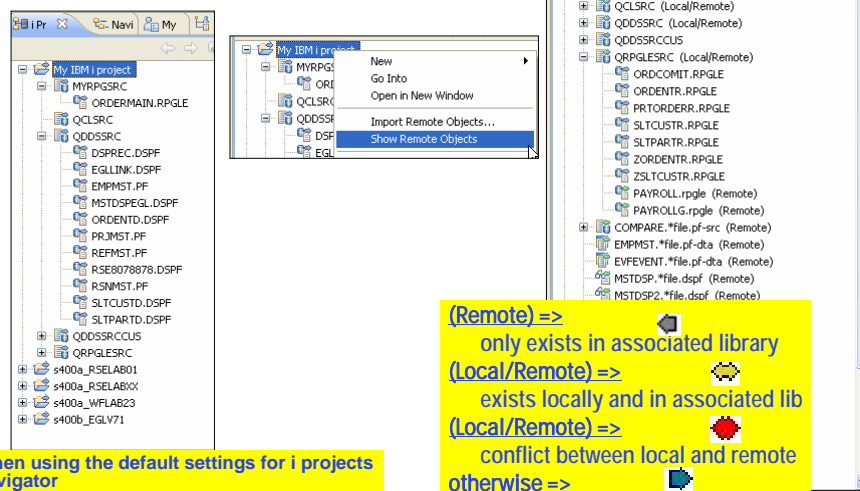 i Pr
Navi
My
My IBM i project
MYRPGSRC
ORDERMAIN.RPGLE
QCLSRC
QDDSSRC
DSPREC.DSPF
EGLLINK.DSPF
EMPMST.PF
MSTDSPEGL.DSPF
ORDENTD.DSPF
PRJMST.PF
REFMST.PF
RSE8078878.DSPF
RSNMST.PF
SLTCUSTD.DSPF
SLTPARTD.DSPF
QDDSSRCCUS
QRPGLESRC
s400a_RSELAB01
s400a_RSELABXX
s400a_WFLAB23
s400b_EGLV71
My IBM i project
MYRPGS
ORD
QCLSRC
QDDSSR
DSP
EGL
New
Go Into
Open in New Window
Import Remote Objects...
Show Remote Objects
QCLSRC (Local/Remote)
QDDSSRC (Local/Remote)
QDDSSRCCUS
QRPGLESRC (Local/Remote)
ORDCOMIT.RPGLE
ORDENTR.RPGLE
PRTORDERR.RPGLE
SLTCUSTR.RPGLE
SLTPARTR.RPGLE
ZORDENTR.RPGLE
ZSLTCUSTR.RPGLE
PAYROLL.rpgle (Remote)
PAYROLLG.rpgle (Remote)
COMPARE.*file.pf-src (Remote)
EMPMST.*file.pf-dta (Remote)
EVFEVENT.*file.pf-dta (Remote)
MSTDSP.*file.dspf (Remote)
MSTDSP2.*file.dspf (Remote)
(Remote) =>
only exists in associated library
(Local/Remote) =>
exists locally and in associated lib
(Local/Remote) =>
conflict between local and remote
otherwise =>
hen using the default settings for i projects
vigator